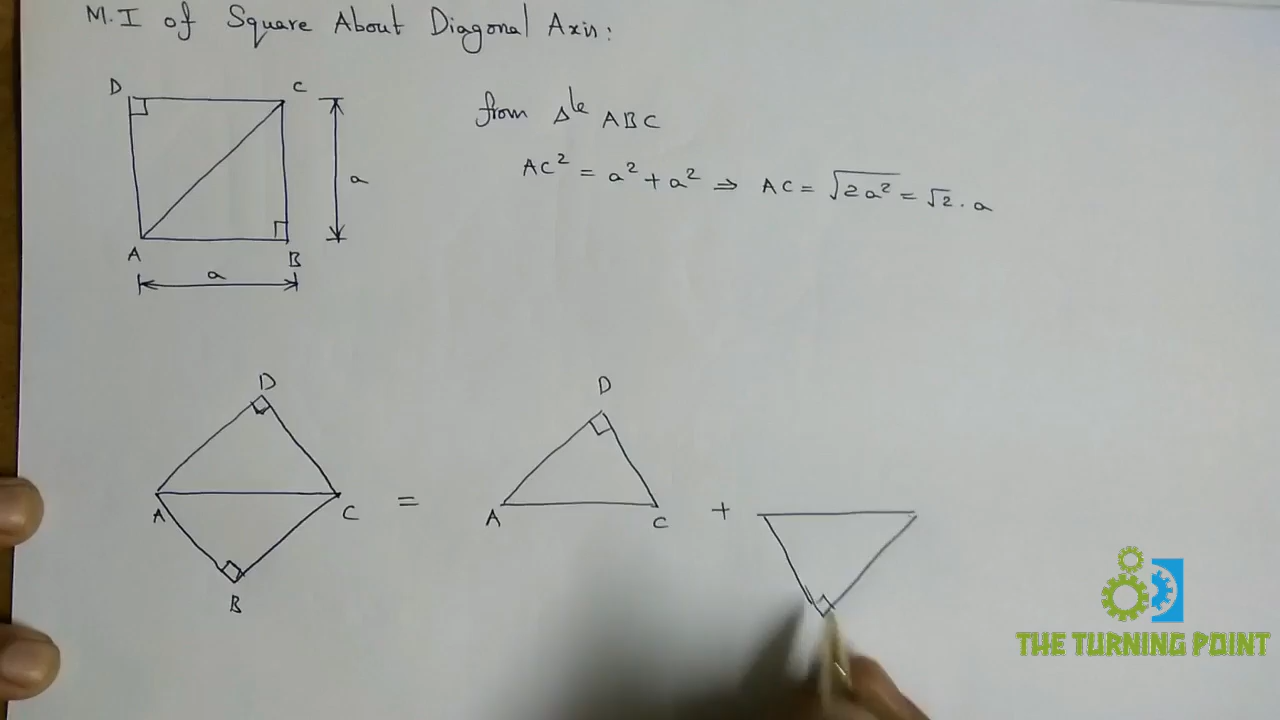 M.I of Square About Diagonal Axis:
D C
from Δle ABC
AC² = a² + a² ⇒ AC = √2a² = √2 . a
a
A B
a
D D
A C = A C +
B
THE TURNING POINT